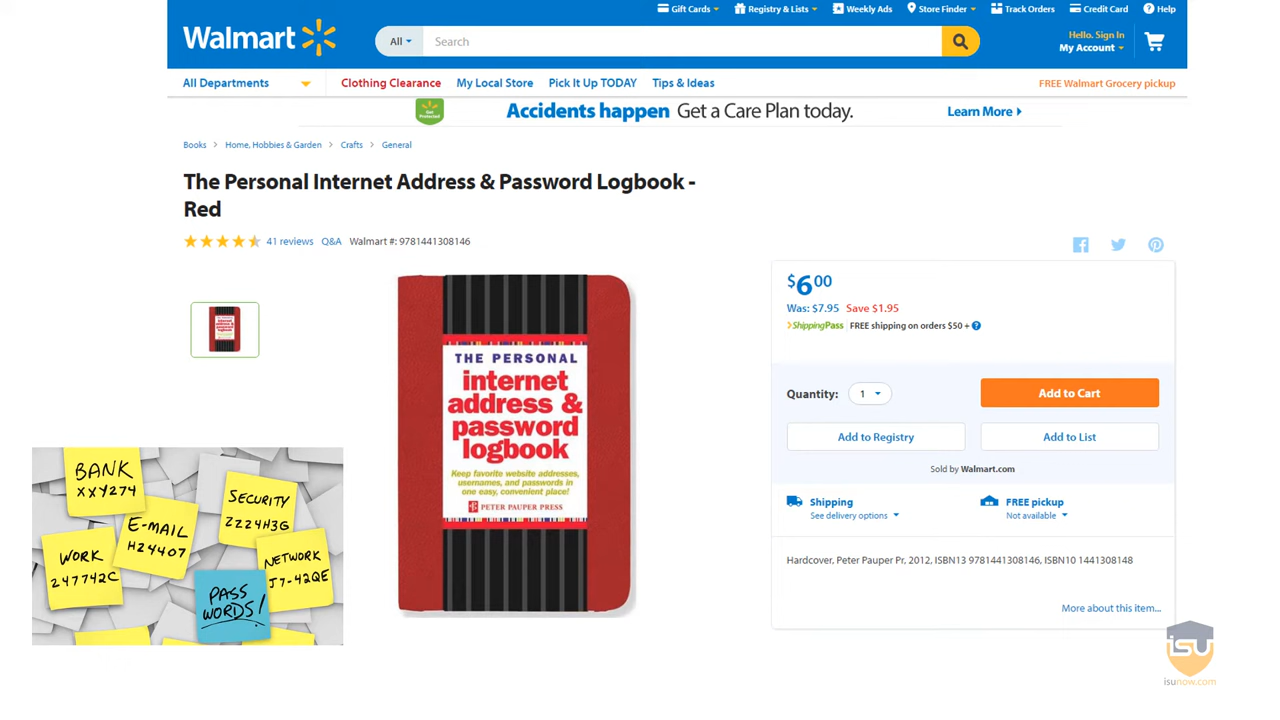 Gift Cards
Registry & Lists
Weekly Ads
Store Finder
Track Orders
Credit Card
Help
Walmart
All
Search
Hello. Sign In
My Account
All Departments
Clothing Clearance
My Local Store
Pick It Up TODAY
Tips & Ideas
FREE Walmart Grocery pickup
Get Protected
Accidents happen Get a Care Plan today.
Learn More
Books > Home, Hobbies & Garden > Crafts > General
The Personal Internet Address & Password Logbook -
Red
41 reviews Q&A Walmart #: 9781441308146
$6 00
Was: $7.95 Save $1.95
ShippingPass FREE shipping on orders $50 + ?
Quantity: 1
Add to Cart
Add to Registry
Add to List
Sold by Walmart.com
Shipping
See delivery options
FREE pickup
Not available
Hardcover, Peter Pauper Pr, 2012, ISBN13 9781441308146, ISBN10 1441308148
More about this item...
THE PERSONAL
internet
address &
password
logbook
Keep favorite website addresses,
usernames, and passwords in
one easy, convenient place!
PETER PAUPER PRESS
BANK
XXY274
E-MAIL
H24407
SECURITY
ZZ24H3G
WORK
247742C
NETWORK
J7-42QE
PASS
WORDS!
isu
isunow.com